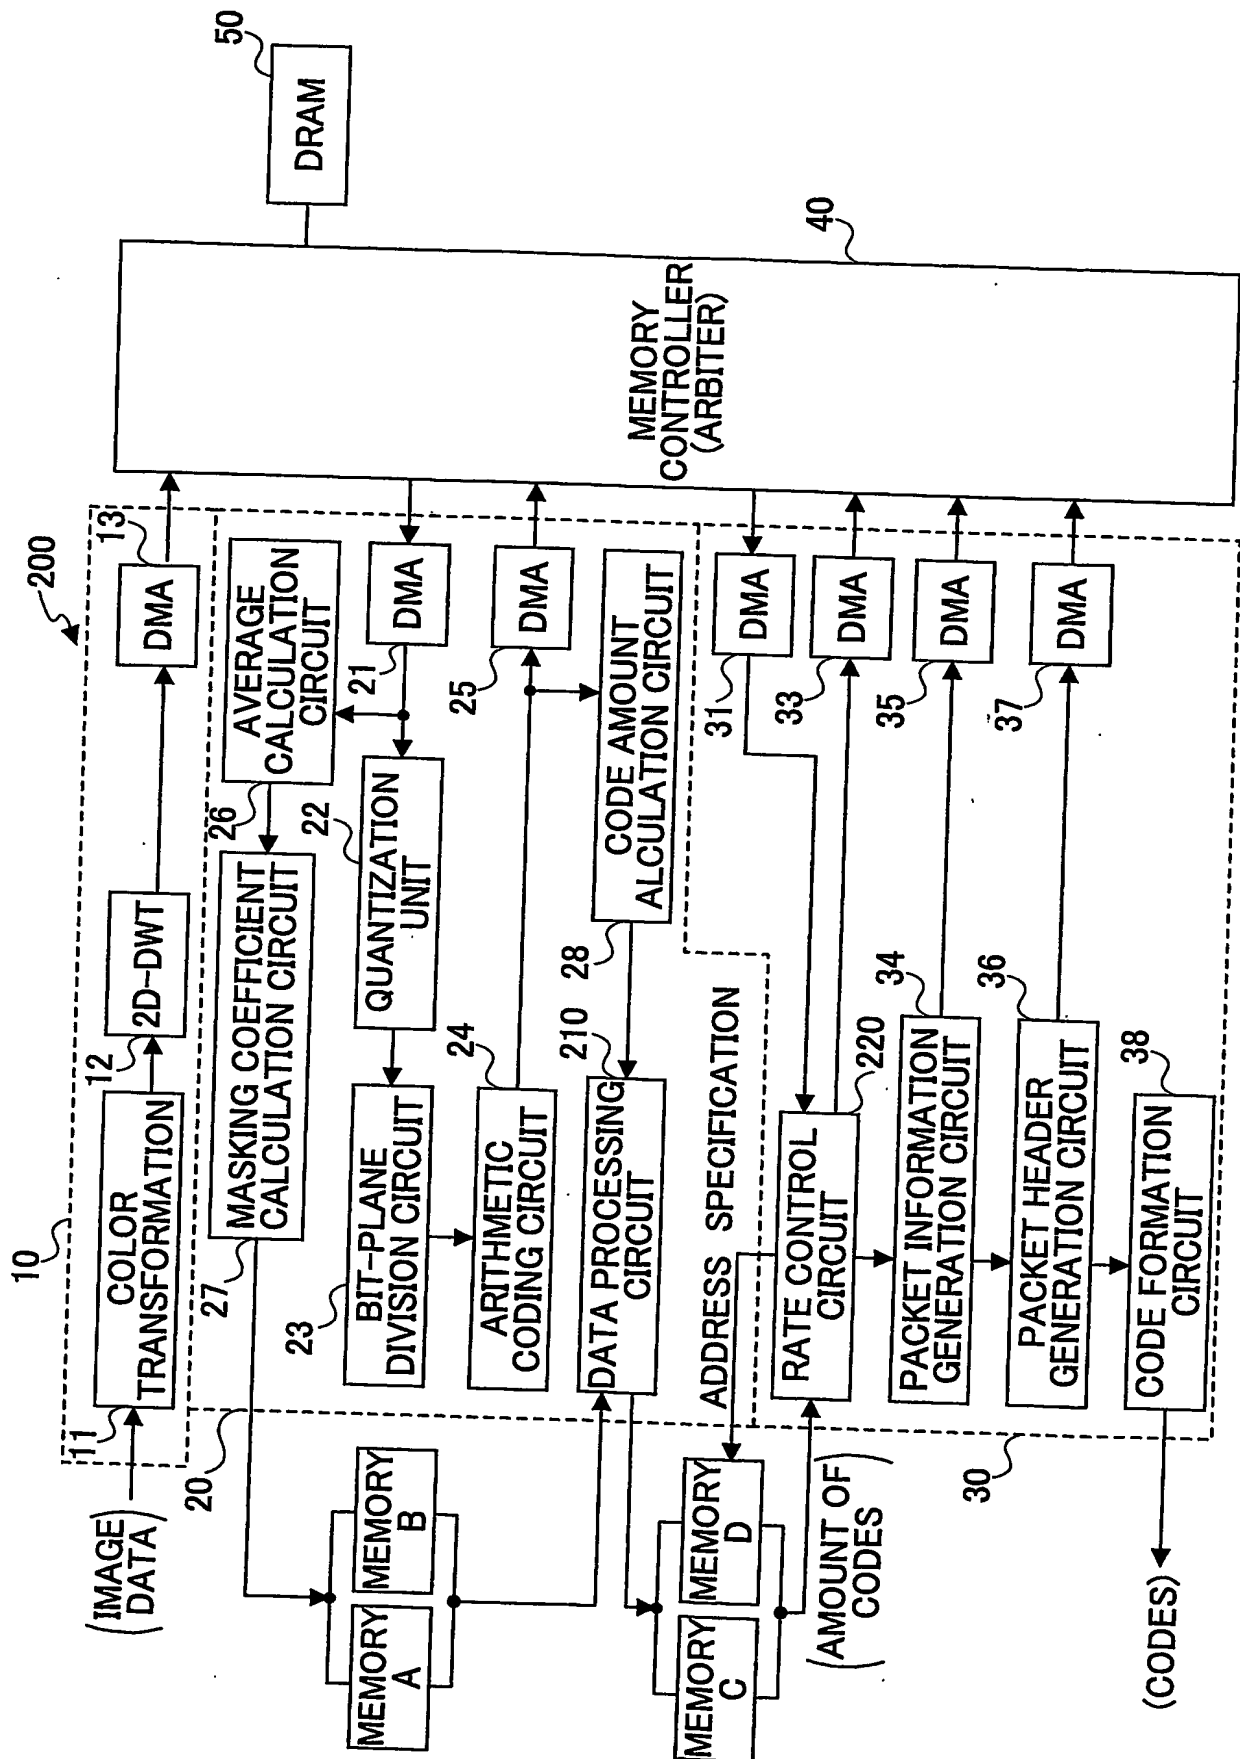 200
10
(IMAGE
DATA)
11
COLOR
TRANSFORMATION
12
2D-DWT
13
DMA
50
DRAM
40
MEMORY
CONTROLLER
(ARBITER)
20
27
MASKING COEFFICIENT
CALCULATION CIRCUIT
26
AVERAGE
CALCULATION
CIRCUIT
21
DMA
22
QUANTIZATION
UNIT
23
BIT-PLANE
DIVISION CIRCUIT
24
ARITHMETIC
CODING CIRCUIT
25
DMA
28
CODE AMOUNT
ALCULATION CIRCUIT
210
DATA PROCESSING
CIRCUIT
MEMORY
A
MEMORY
B
MEMORY
C
MEMORY
D
ADDRESS SPECIFICATION
(AMOUNT OF
CODES)
30
31
DMA
220
RATE CONTROL
CIRCUIT
33
DMA
34
PACKET INFORMATION
GENERATION CIRCUIT
35
DMA
36
PACKET HEADER
GENERATION CIRCUIT
37
DMA
38
CODE FORMATION
CIRCUIT
(CODES)